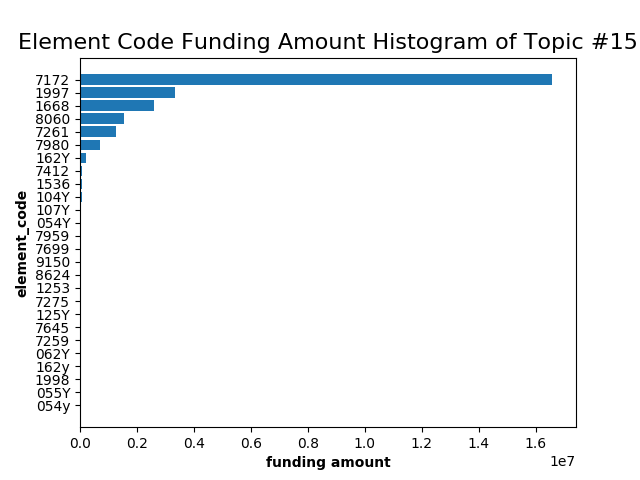 Element Code Funding Amount Histogram of Topic #15
7172
1997
1668
8060
7261
7980
162Y
7412
1536
104Y
107Y
054Y
7959
7699
9150
8624
1253
7275
125Y
7645
7259
062Y
162y
1998
055Y
054y
element_code
0.0 0.2 0.4 0.6 0.8 1.0 1.2 1.4 1.6
1e7
funding amount